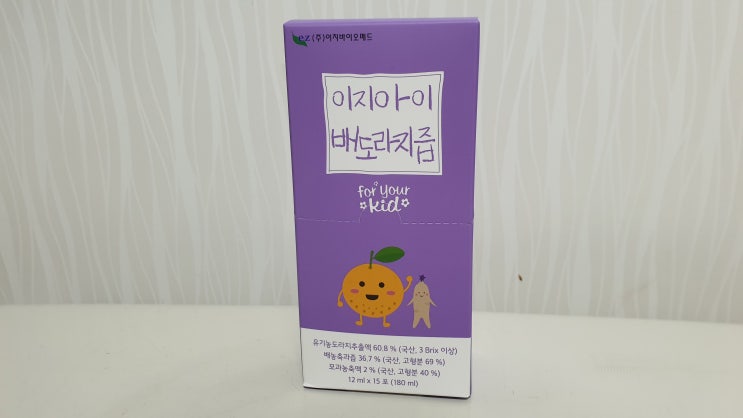 ez (주)이지바이오메드
이지아이
배도라지즙
for your
kid
유기농도라지추출액 60.8 % (국산, 3 Brix 이상)
배농축과즙 36.7 % (국산, 고형분 69 %)
모과농축액 2 % (국산, 고형분 40 %)
12 ml x 15 포 (180 ml)